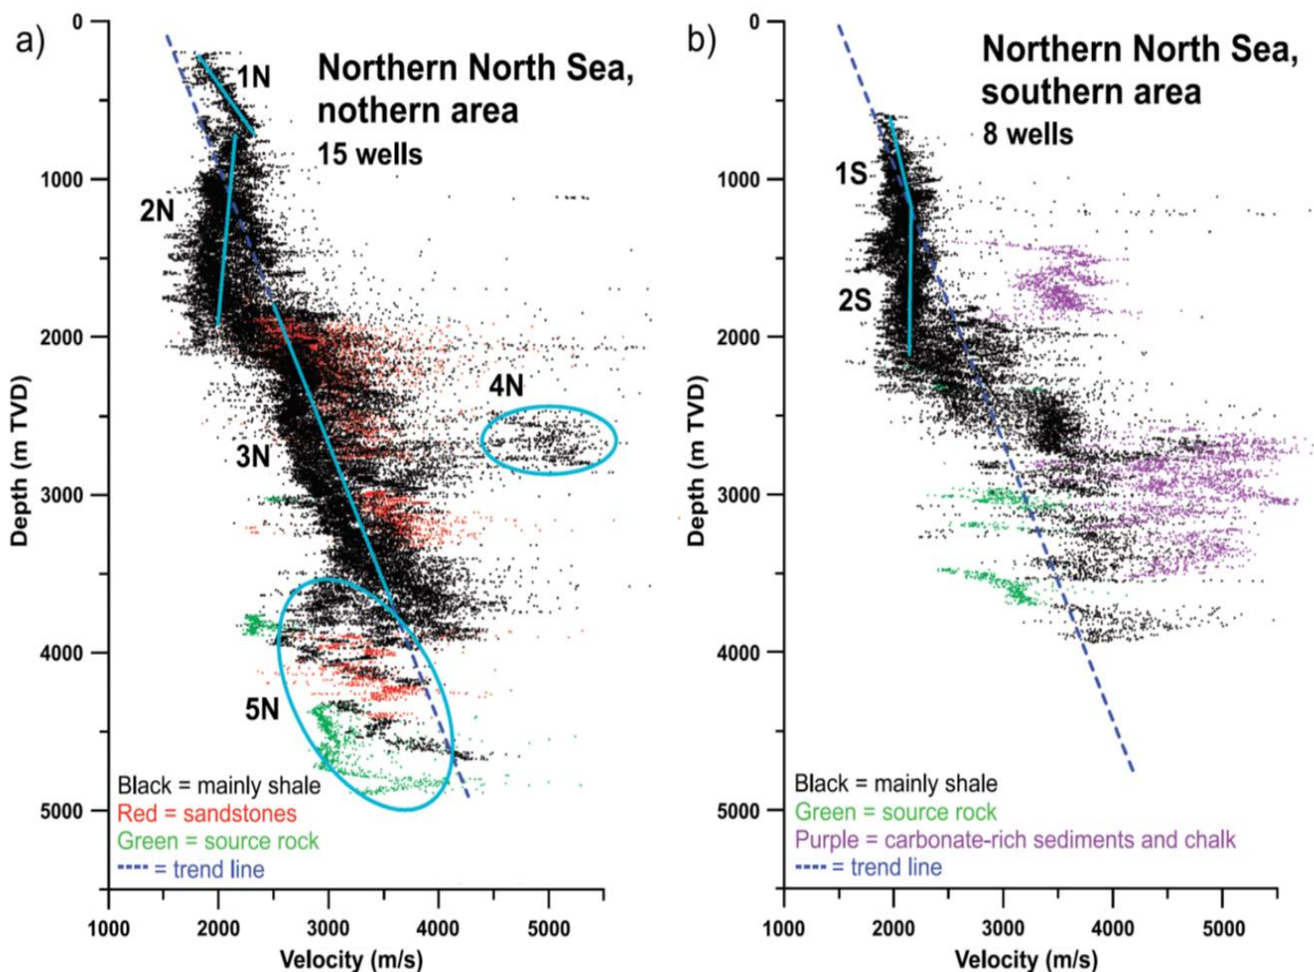 a)
Northern North Sea,
nothern area
15 wells
1N
2N
3N
4N
5N
0
1000
2000
3000
4000
5000
Depth (m TVD)
Black = mainly shale
Red = sandstones
Green = source rock
= trend line
1000 2000 3000 4000 5000
Velocity (m/s)
b)
Northern North Sea,
southern area
8 wells
1S
2S
0
1000
2000
3000
4000
5000
Depth (m TVD)
Black = mainly shale
Green = source rock
Purple = carbonate-rich sediments and chalk
= trend line
1000 2000 3000 4000 5000
Velocity (m/s)